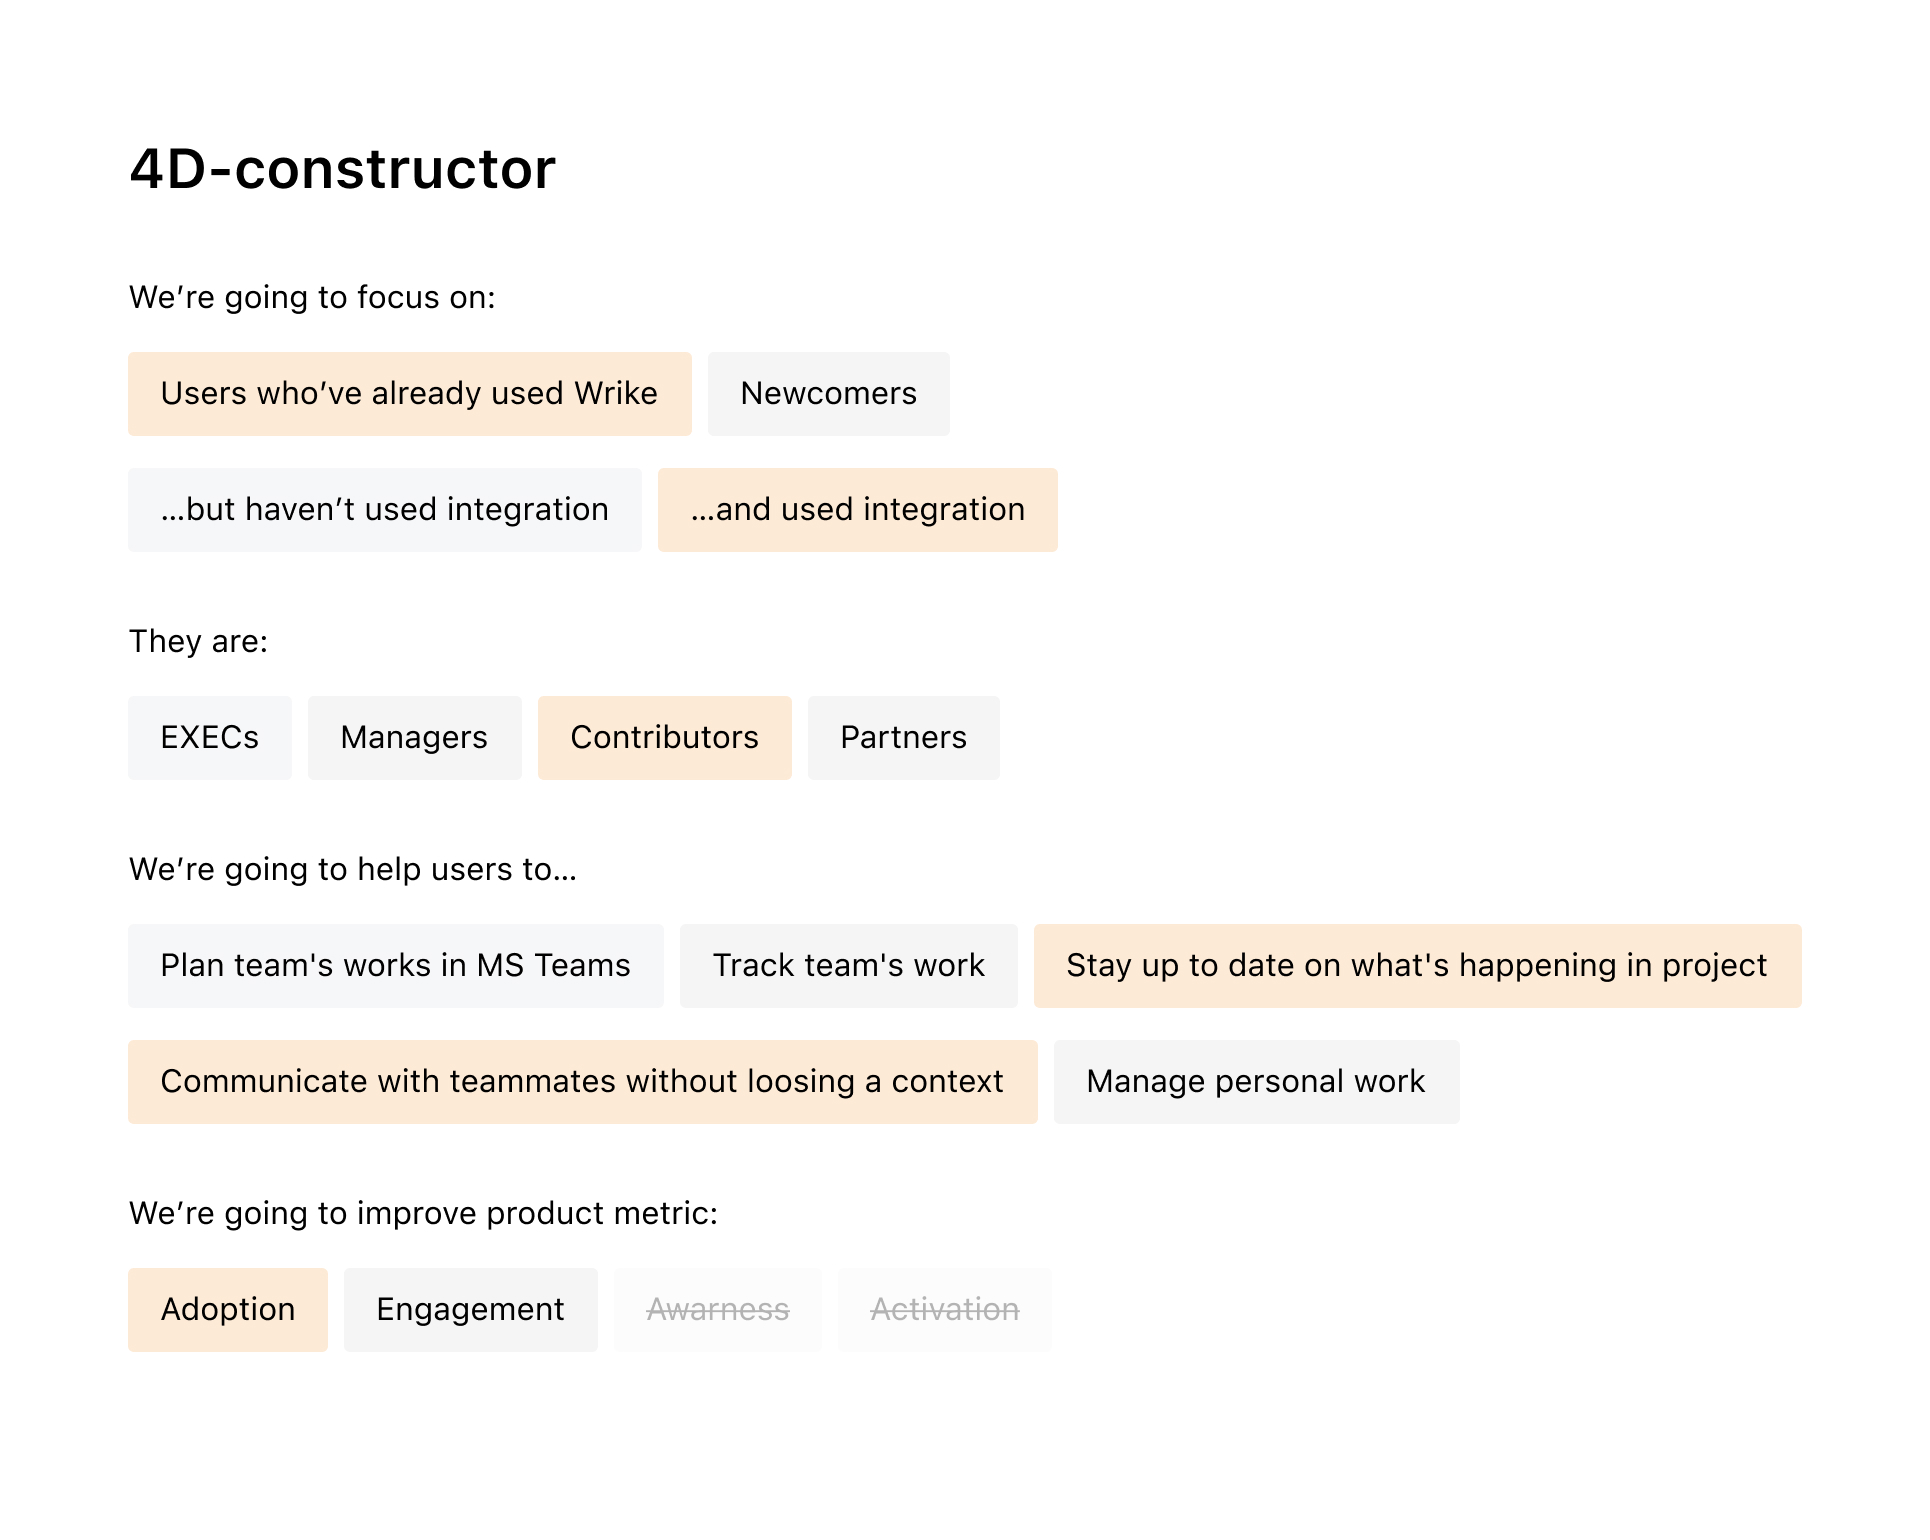 4D-constructor
We’re going to focus on:
Users who’ve already used Wrike Newcomers
...but haven’t used integration ...and used integration
They are:
EXECs Managers Contributors Partners
We’re going to help users to...
Plan team's works in MS Teams Track team's work Stay up to date on what's happening in project
Communicate with teammates without loosing a context Manage personal work
We’re going to improve product metric:
Adoption Engagement Awarness Activation